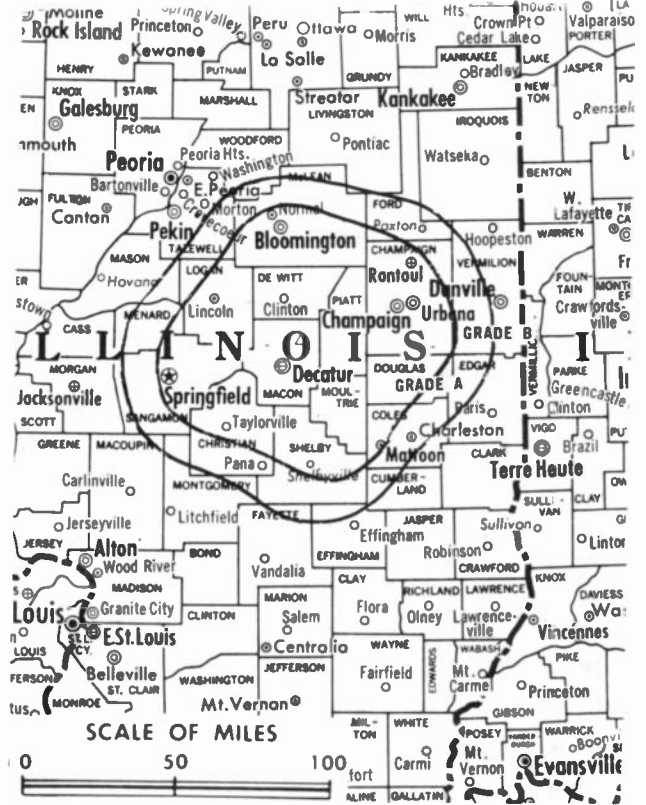 Moline
Rock Island
Spring Valley
Princeton
Peru
Ottawa
WILL
Hts.
Crown Pt
Valparaiso
Kewanee
La Salle
Morris
Cedar Lake
PORTER
HENRY
PUTNAM
GRUNDY
KANKAKEE
LAKE
JASPER
Bradley
KNOX
STARK
MARSHALL
Streator
Kankakee
NEW
TON
Galesburg
LIVINGSTON
IROQUOIS
PEORIA
WOODFORD
Pontiac
Peoria
Peoria Hts.
Watseka
Washington
McLEAN
BENTON
Bartonville
E. Peoria
FULTON
Canton
Creve Coeur
Morton
Normal
FORD
W.
Lafayette
Pekin
Bloomington
Paxton
Hoopeston
WARREN
MASON
TAZEWELL
CHAMPAIGN
VERMILION
Havana
LOGAN
DE WITT
Rantoul
FOUN-
TAIN
Danville
Lincoln
Clinton
PIATT
Urbana
Crawfords-
ville
CASS
MENARD
Champaign
GRADE B
L L I N O I S
I
MORGAN
DOUGLAS
EDGAR
VERMILLION
PARKE
Jacksonville
Springfield
Decatur
MACON
MOUL-
TRIE
GRADE A
Greencastle
Clinton
SCOTT
SANGAMON
Taylorville
COLES
Paris
VIGO
GREENE
MACOUPIN
CHRISTIAN
SHELBY
Charleston
Brazil
Pana
Mattoon
CLARK
Terre Haute
Carlinville
Shelbyville
CUMBER-
LAND
MONTGOMERY
SULLI-
VAN
CLAY
Jerseyville
Litchfield
FAYETTE
JASPER
Sullivan
JERSEY
Effingham
Alton
BOND
EFFINGHAM
Robinson
Wood River
Vandalia
CRAWFORD
MADISON
CLAY
KNOX
MARION
RICHLAND
LAWRENCE
DAVIESS
Louis
Granite City
CLINTON
Salem
Flora
Olney
Lawrence-
ville
Vincennes
ST.L.
CY.
E.St.Louis
LOUIS
Centralia
WAYNE
WABASH
PIKE
Belleville
JEFFERSON
EDWARDS
Mt.
Carmel
ST. CLAIR
WASHINGTON
Fairfield
Princeton
MONROE
Mt.Vernon
GIBSON
SCALE OF MILES
MIL-
TON
WHITE
POSEY
WARRICK
Mt.
Vernon
Carmi
Evansville
0 50 100
GALLATIN